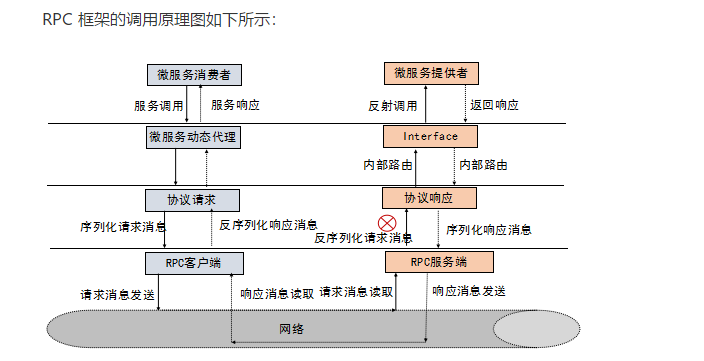 RPC 框架的调用原理图如下所示：
微服务消费者
微服务提供者
服务调用
服务响应
反射调用
返回响应
微服务动态代理
Interface
内部路由
内部路由
协议请求
协议响应
序列化请求消息
反序列化响应消息
反序列化请求消息
序列化响应消息
RPC客户端
RPC服务端
请求消息发送
响应消息读取
请求消息读取
响应消息发送
网络